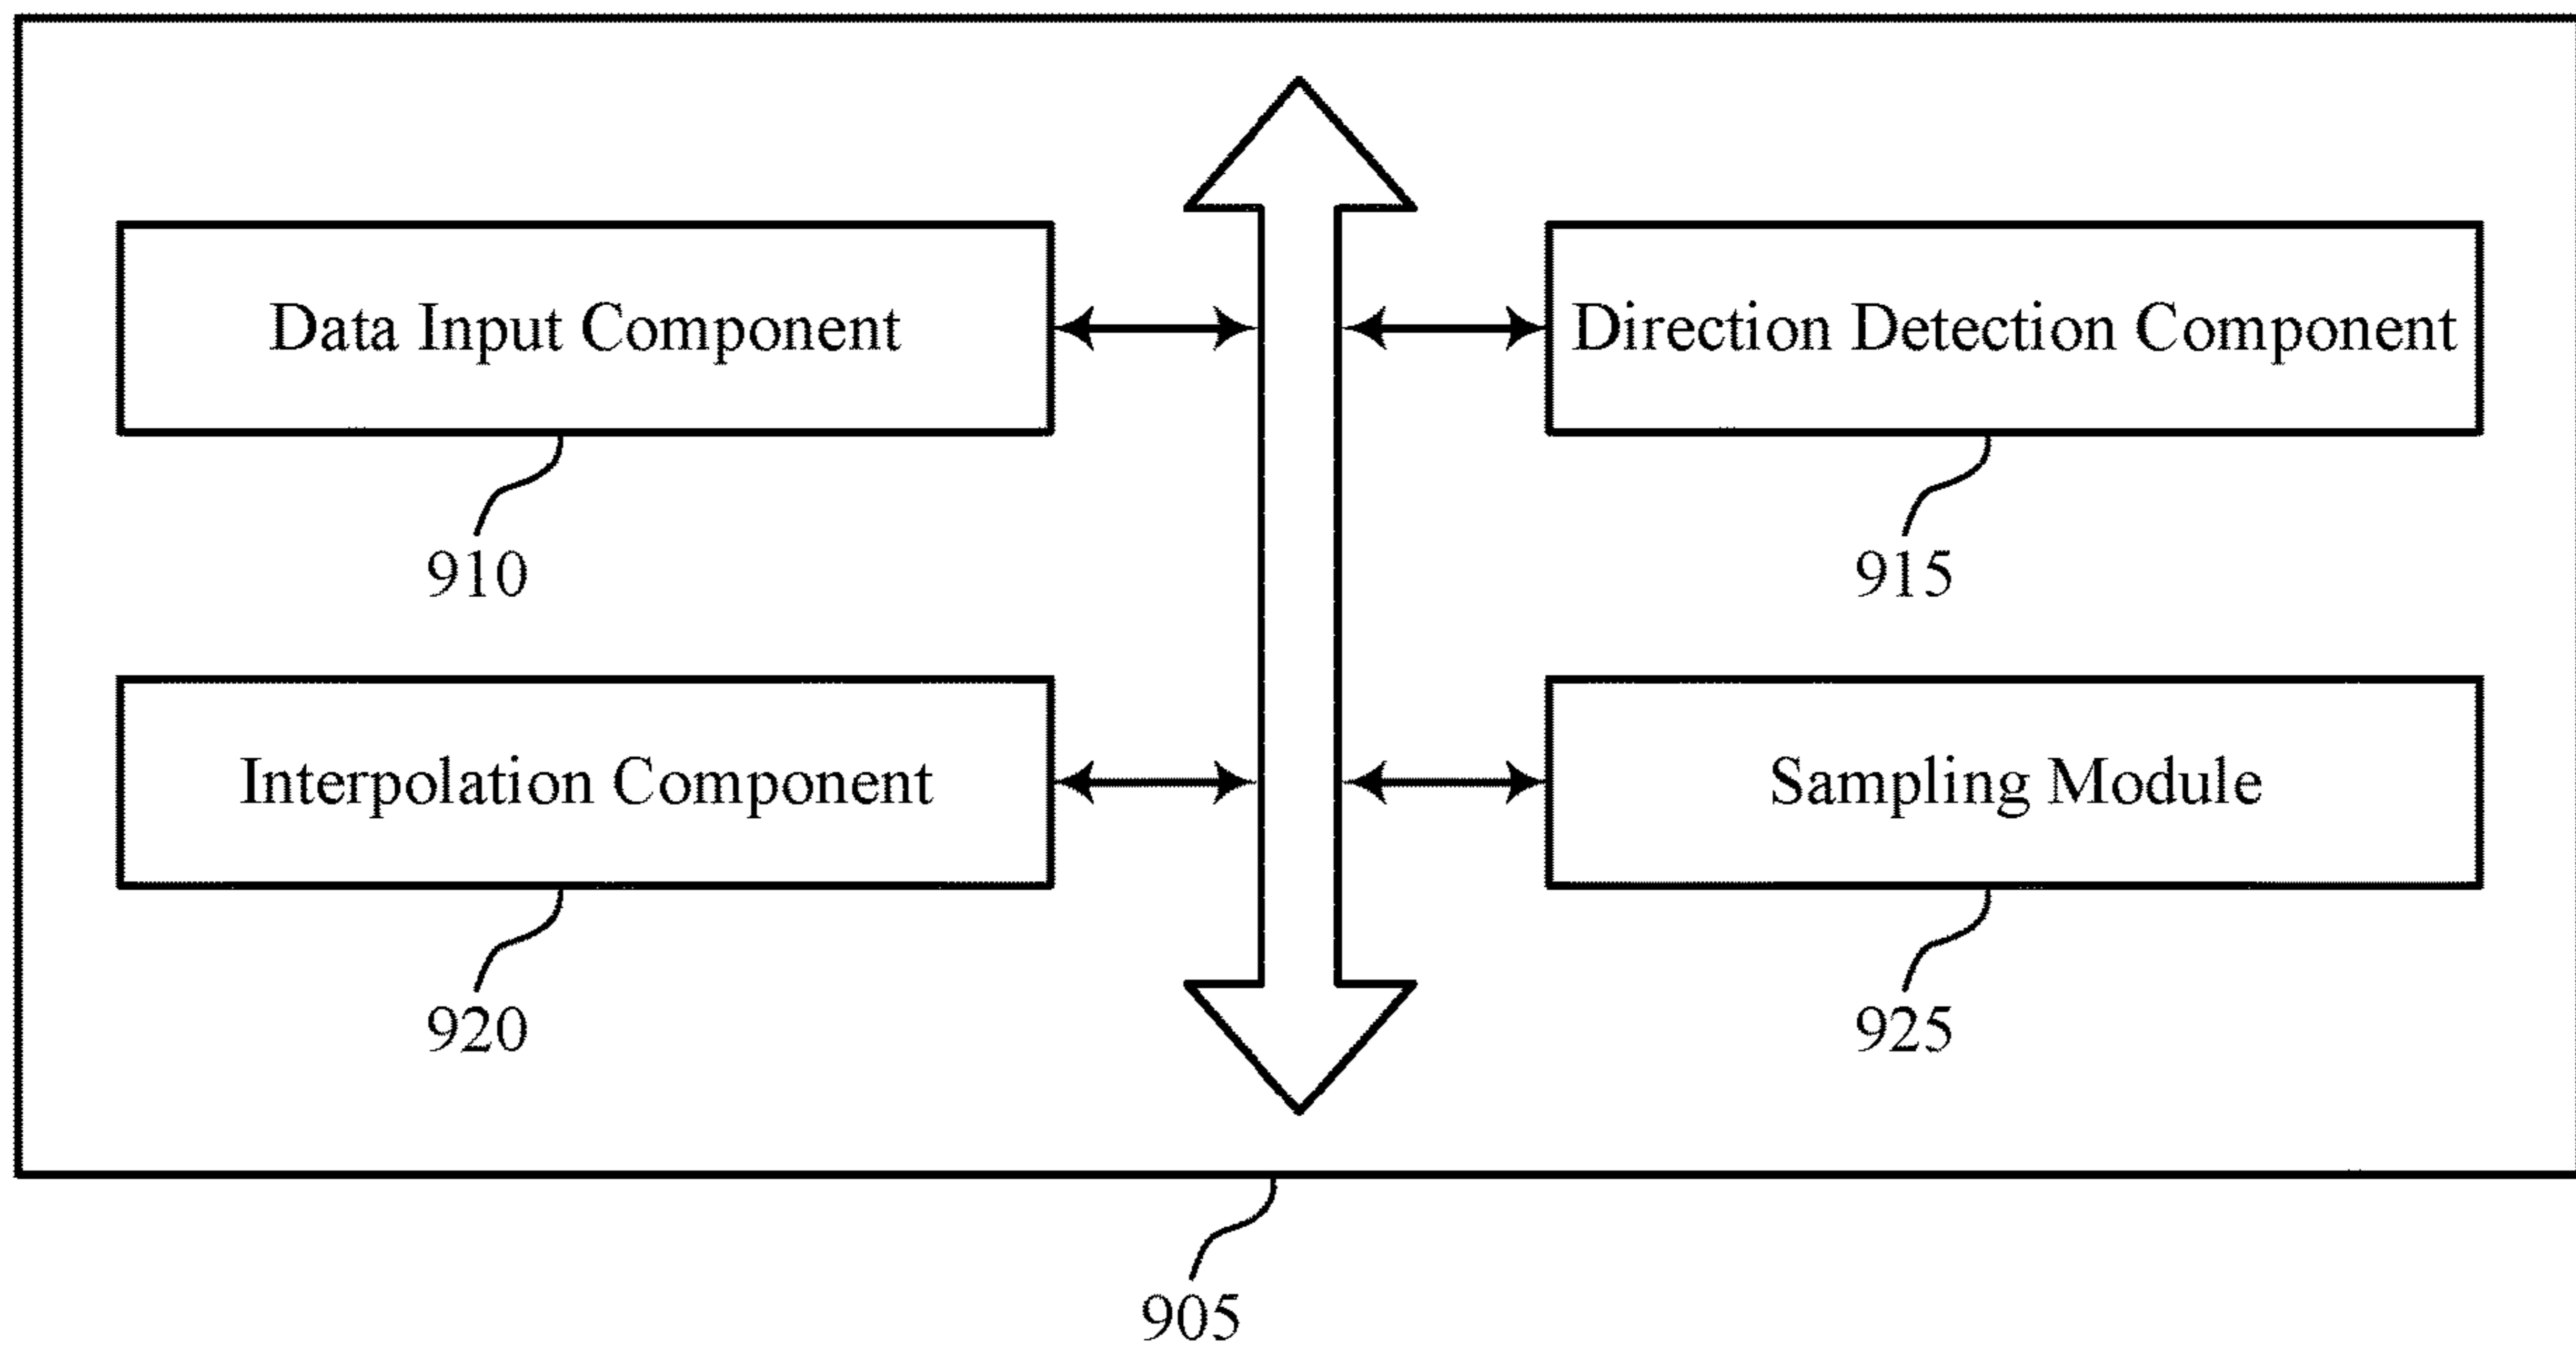 Data Input Component
Direction Detection Component
910
915
Interpolation Component
Sampling Module
920
925
905